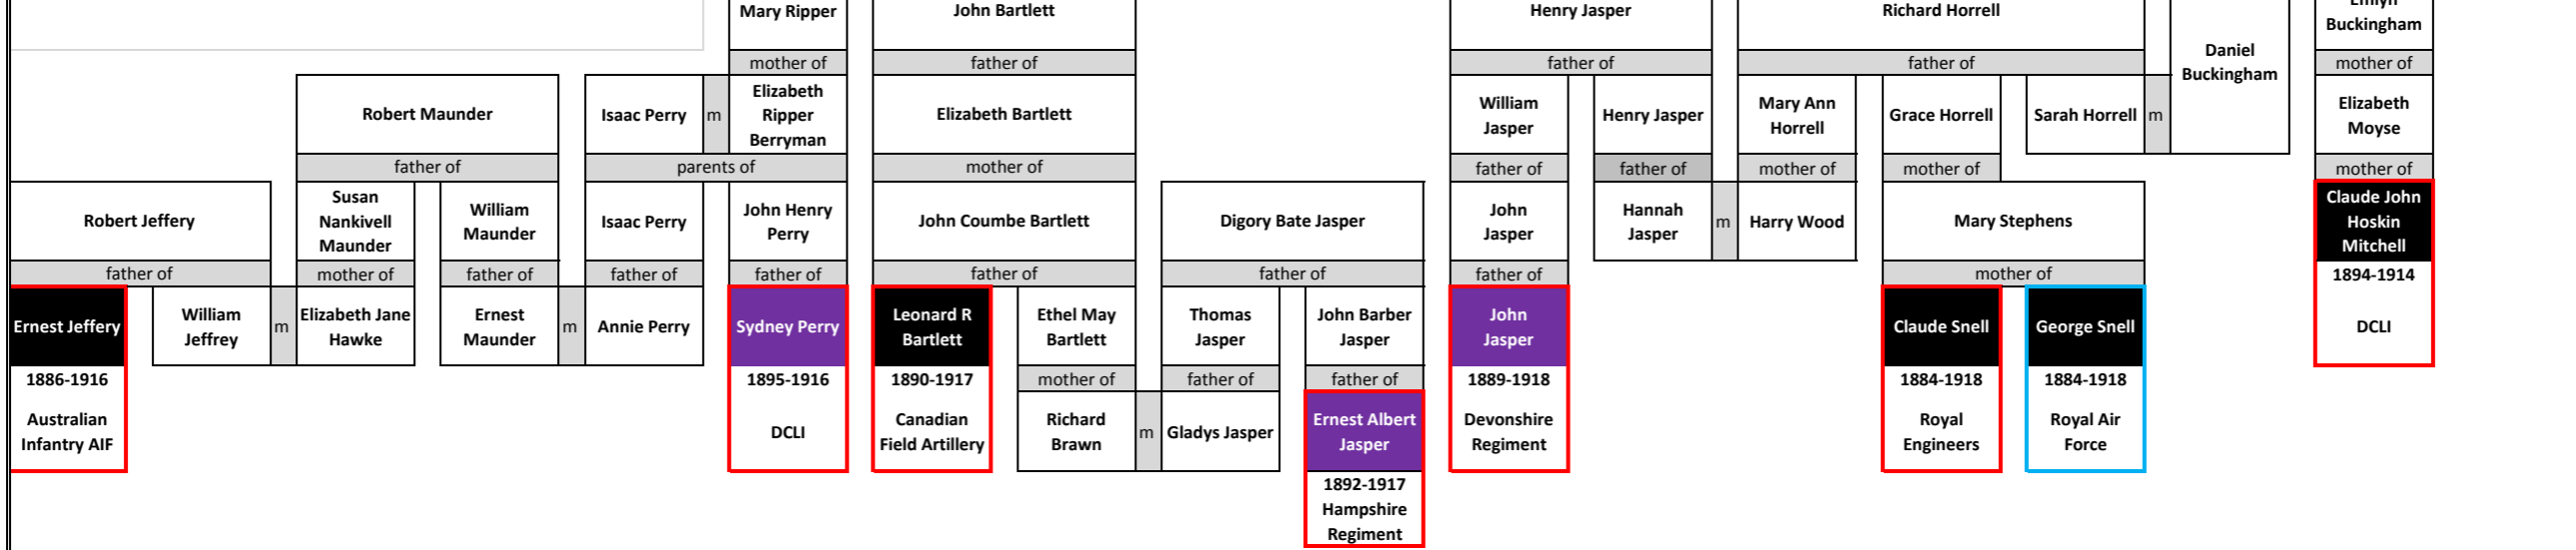 Mary Ripper
John Bartlett
Henry Jasper
Richard Horrell
Emlyn
Buckingham
Daniel
Buckingham
mother of
father of
father of
father of
mother of
Robert Maunder
Isaac Perry
m
Elizabeth
Ripper
Berryman
Elizabeth Bartlett
William
Jasper
Henry Jasper
Mary Ann
Horrell
Grace Horrell
Sarah Horrell
m
Elizabeth
Moyse
father of
parents of
mother of
father of
father of
mother of
mother of
mother of
Robert Jeffery
Susan
Nankivell
Maunder
William
Maunder
Isaac Perry
John Henry
Perry
John Coumbe Bartlett
Digory Bate Jasper
John
Jasper
Hannah
Jasper
m
Harry Wood
Mary Stephens
Claude John
Hoskin
Mitchell
father of
mother of
father of
father of
father of
father of
father of
father of
mother of
1894-1914
DCLI
Ernest Jeffery
William
Jeffrey
m
Elizabeth Jane
Hawke
Ernest
Maunder
m
Annie Perry
Sydney Perry
Leonard R
Bartlett
Ethel May
Bartlett
Thomas
Jasper
John Barber
Jasper
John
Jasper
Claude Snell
George Snell
1886-1916
1895-1916
1890-1917
mother of
father of
father of
1889-1918
1884-1918
1884-1918
Australian
Infantry AIF
DCLI
Canadian
Field Artillery
Richard
Brawn
m
Gladys Jasper
Ernest Albert
Jasper
Devonshire
Regiment
Royal
Engineers
Royal Air
Force
1892-1917
Hampshire
Regiment